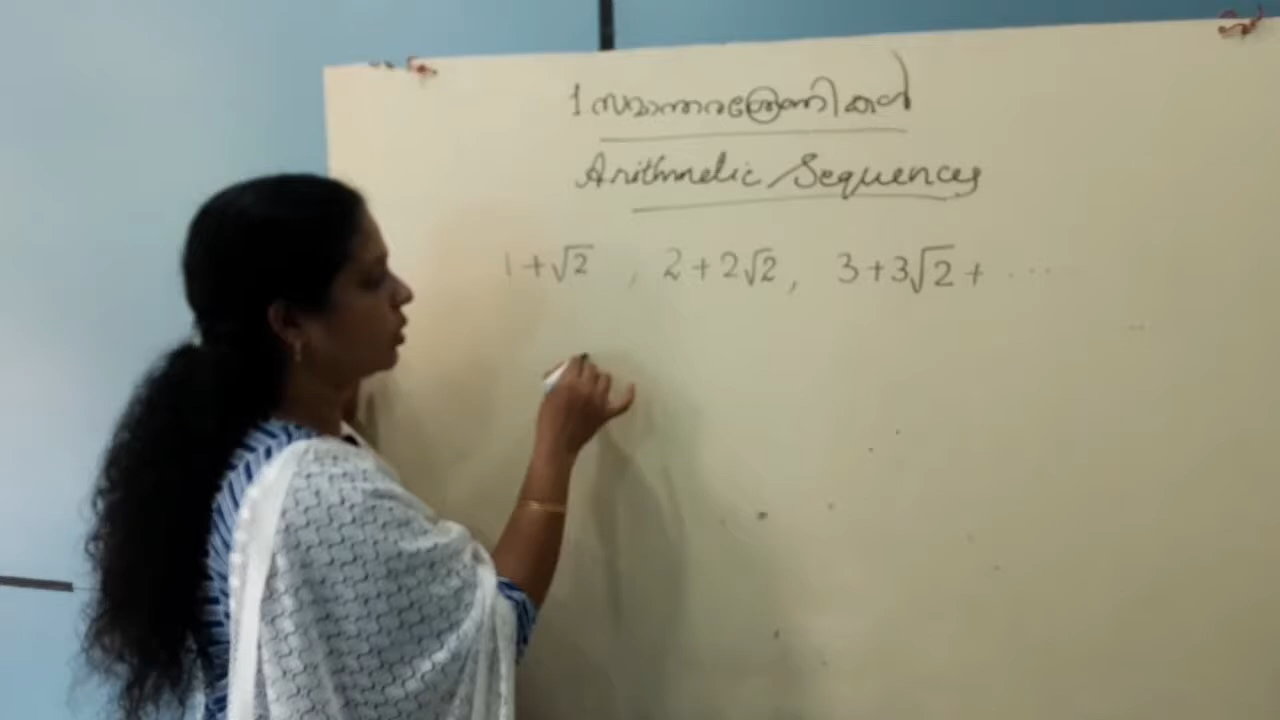 1 സമാന്തരശ്രേണികൾ
Arithmetic Sequences
1+√2 , 2+2√2, 3+3√2+ .....